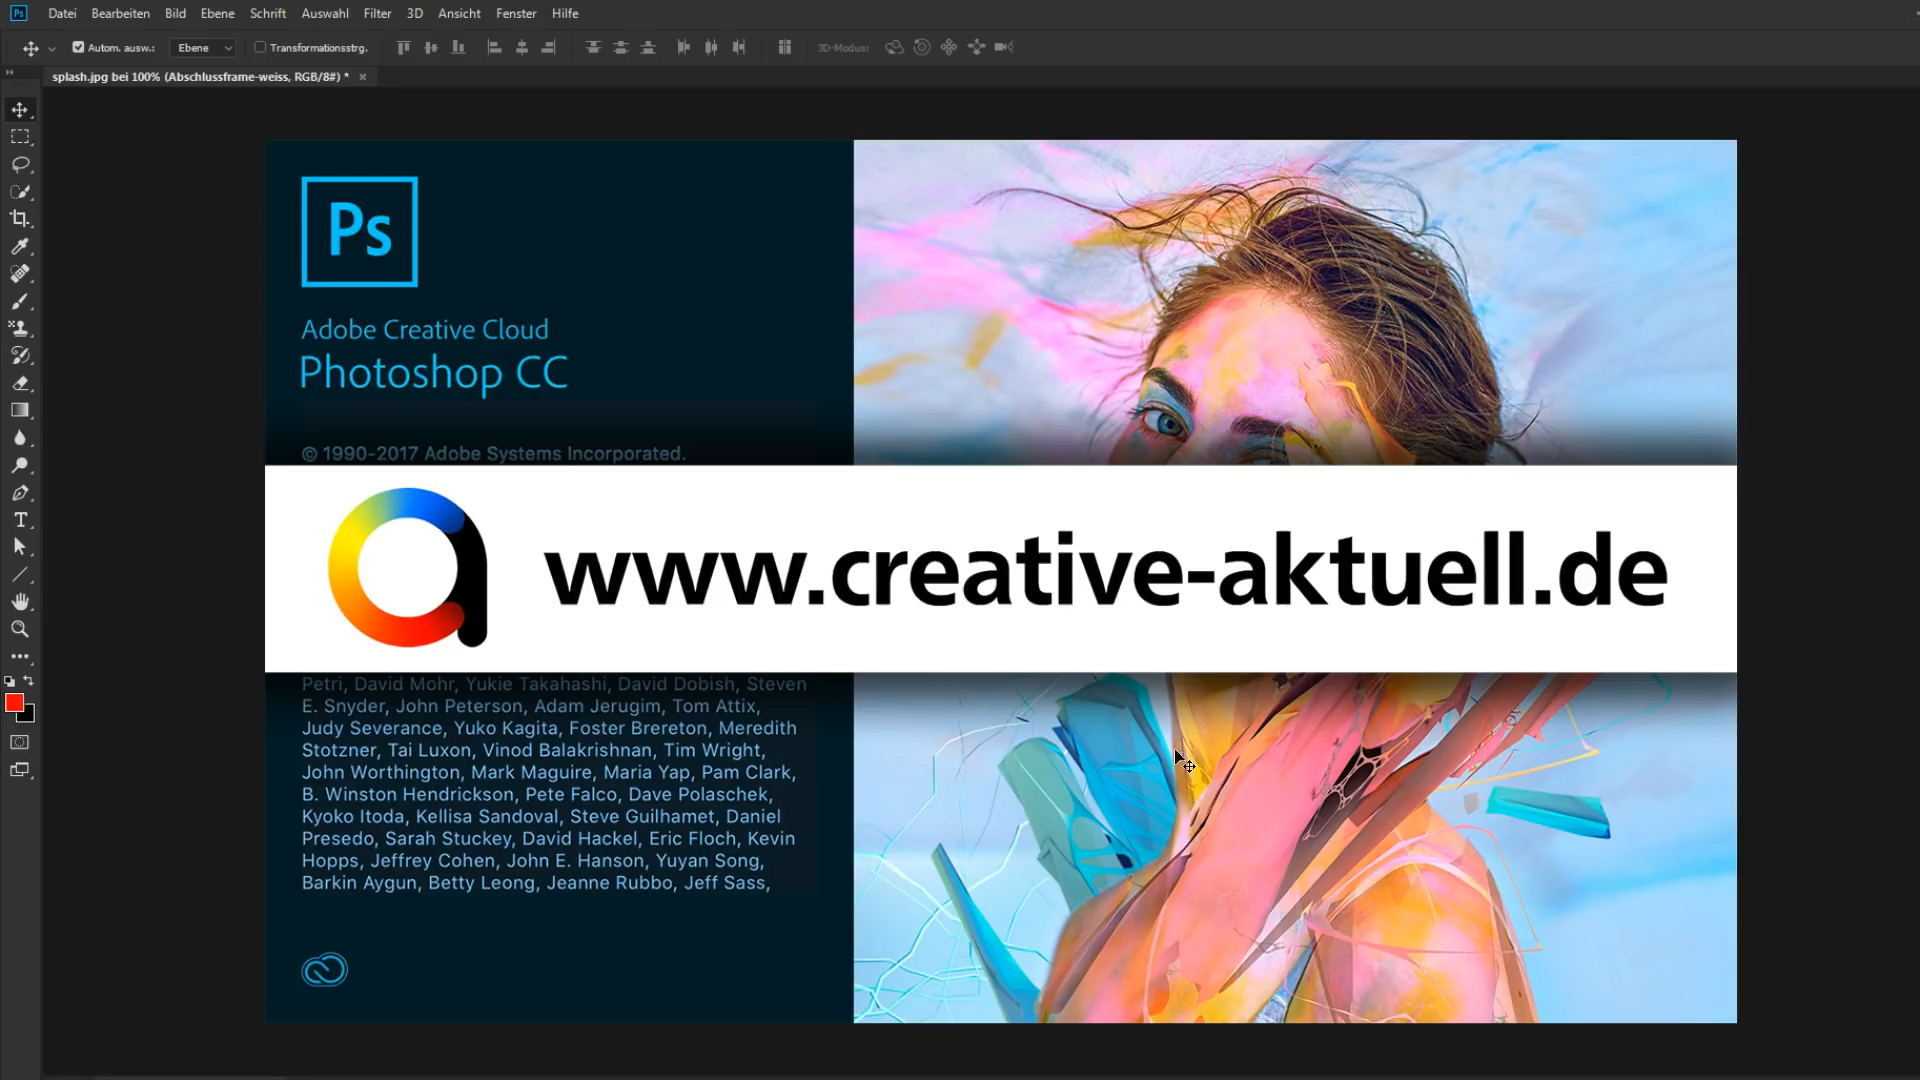 Ps Datei Bearbeiten Bild Ebene Schrift Auswahl Filter 3D Ansicht Fenster Hilfe
Autom. ausw.: Ebene Transformationsstrg. 3D-Modus:
splash.jpg bei 100% (Abschlussframe-weiss, RGB/8#) * ×
Ps
Adobe Creative Cloud
Photoshop CC
© 1990-2017 Adobe Systems Incorporated.
a www.creative-aktuell.de
Petri, David Mohr, Yukie Takahashi, David Dobish, Steven
E. Snyder, John Peterson, Adam Jerugim, Tom Attix,
Judy Severance, Yuko Kagita, Foster Brereton, Meredith
Stotzner, Tai Luxon, Vinod Balakrishnan, Tim Wright,
John Worthington, Mark Maguire, Maria Yap, Pam Clark,
B. Winston Hendrickson, Pete Falco, Dave Polaschek,
Kyoko Itoda, Kellisa Sandoval, Steve Guilhamet, Daniel
Presedo, Sarah Stuckey, David Hackel, Eric Floch, Kevin
Hopps, Jeffrey Cohen, John E. Hanson, Yuyan Song,
Barkin Aygun, Betty Leong, Jeanne Rubbo, Jeff Sass,